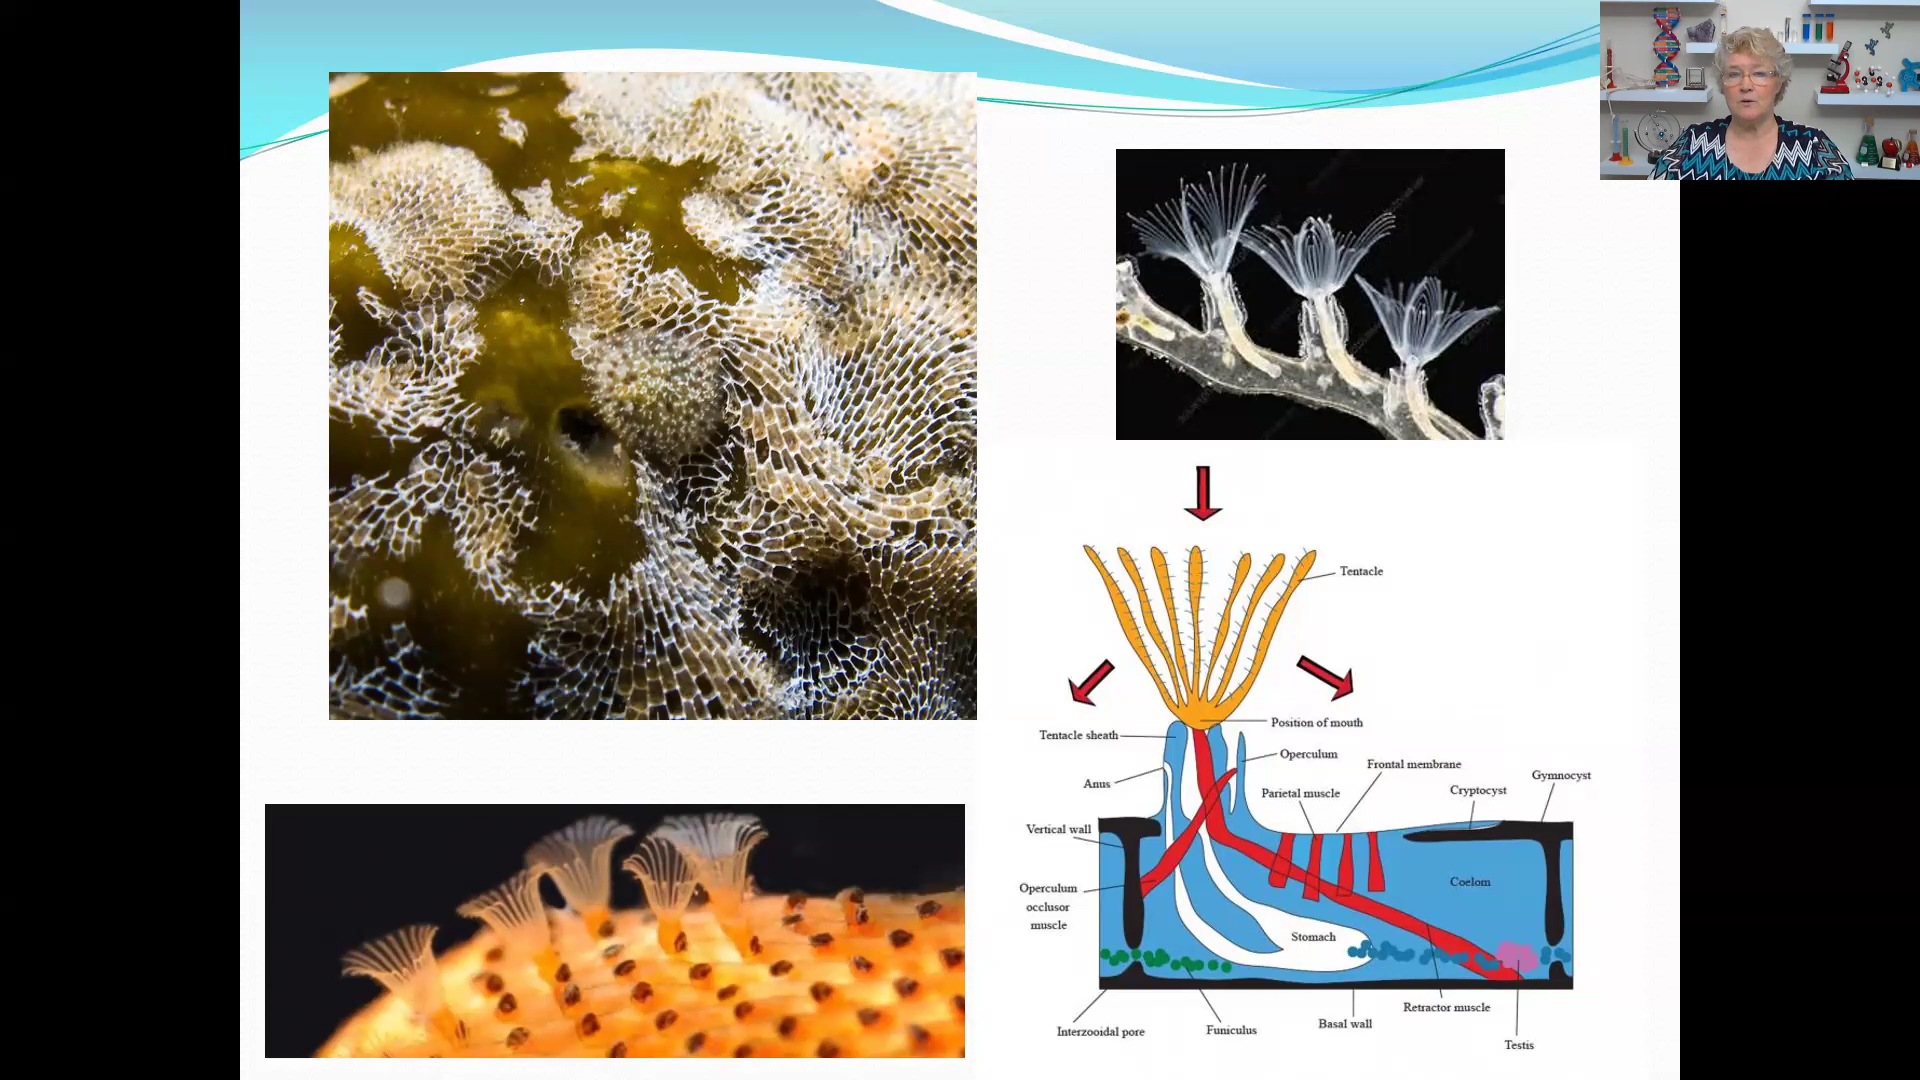 Tentacle
Position of mouth
Tentacle sheath
Operculum
Frontal membrane
Gymnocyst
Anus
Parietal muscle
Cryptocyst
Vertical wall
Operculum
occlusor
muscle
Coelom
Stomach
Retractor muscle
Interzooidal pore
Funiculus
Basal wall
Testis